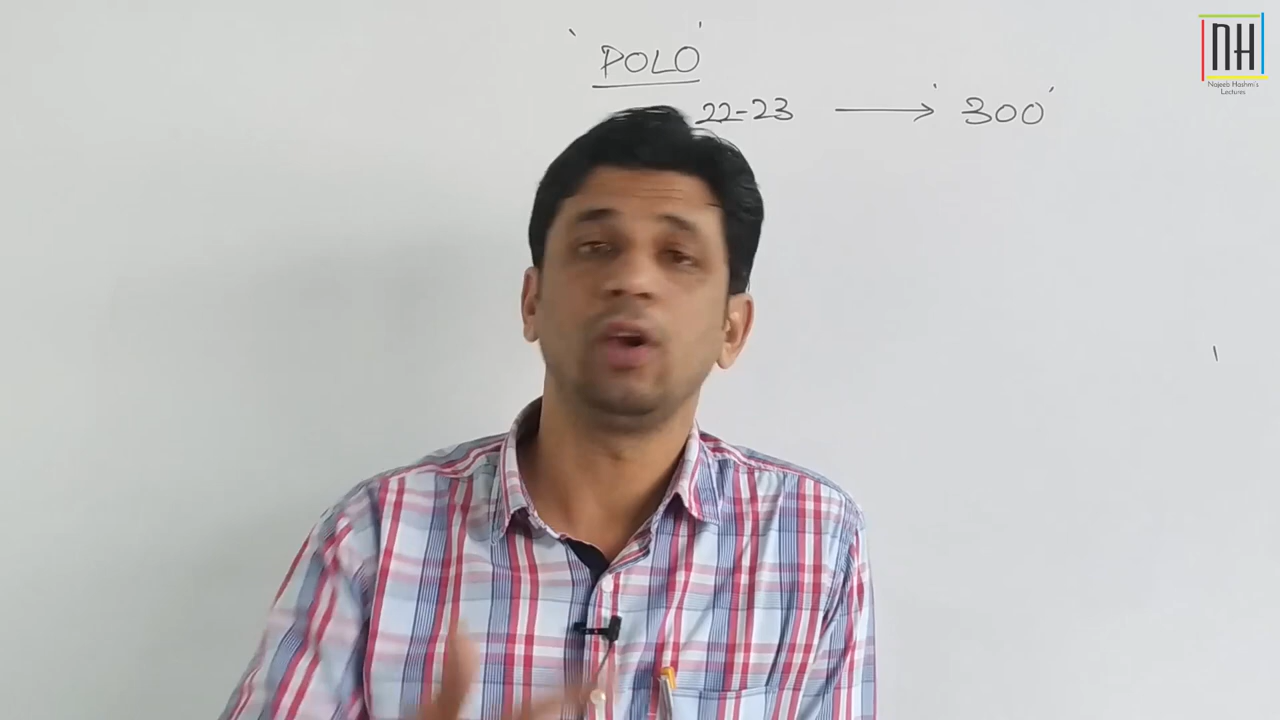 'POLO'
22-23 → '300'
NH
Najeeb Hashmi's
Lectures